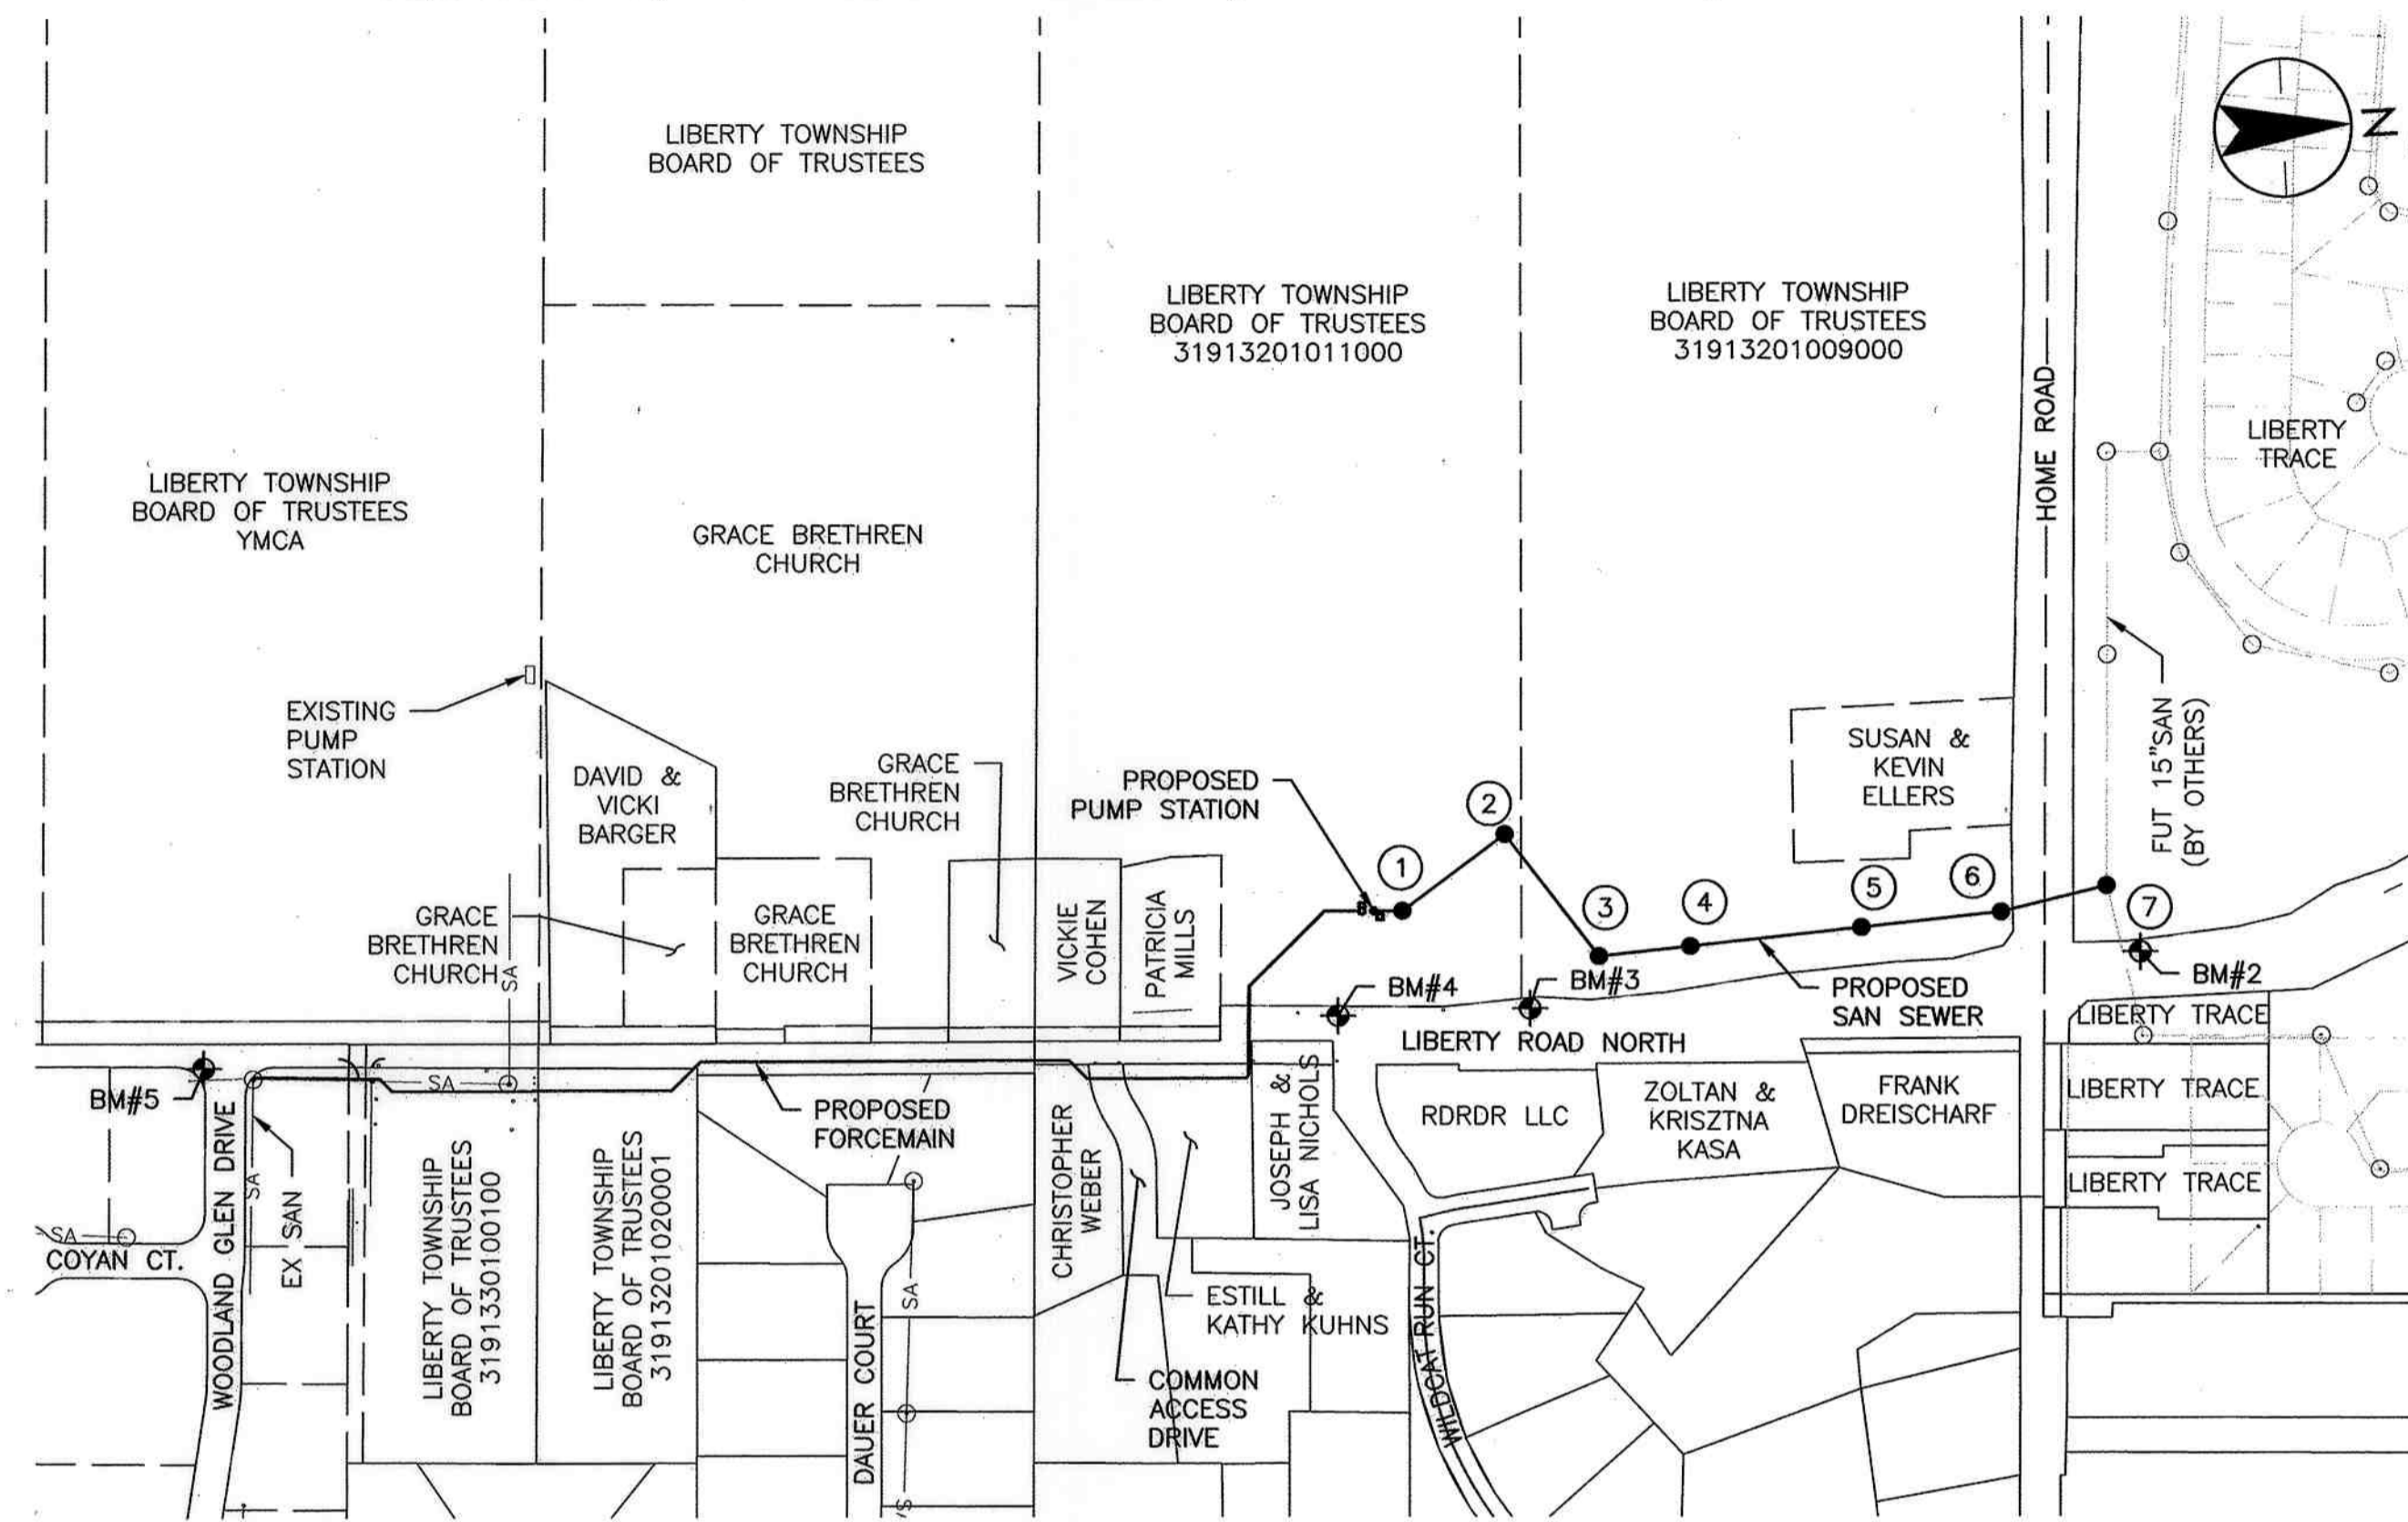 LIBERTY TOWNSHIP
BOARD OF TRUSTEES
N
LIBERTY TOWNSHIP
BOARD OF TRUSTEES
31913201011000
LIBERTY TOWNSHIP
BOARD OF TRUSTEES
31913201009000
HOME ROAD
LIBERTY
TRACE
LIBERTY TOWNSHIP
BOARD OF TRUSTEES
YMCA
GRACE BRETHREN
CHURCH
EXISTING
PUMP
STATION
DAVID &
VICKI
BARGER
GRACE
BRETHREN
CHURCH
PROPOSED
PUMP STATION
SUSAN &
KEVIN
ELLERS
FUT 15"SAN
(BY OTHERS)
1
2
3
4
5
6
7
GRACE
BRETHREN
CHURCH
SA
GRACE
BRETHREN
CHURCH
VICKIE
COHEN
PATRICIA
MILLS
BM#4
BM#3
PROPOSED
SAN SEWER
BM#2
LIBERTY TRACE
LIBERTY ROAD NORTH
BM#5
SA
PROPOSED
FORCEMAIN
JOSEPH &
LISA NICHOLS
RDRDR LLC
ZOLTAN &
KRISZTNA
KASA
FRANK
DREISCHARF
LIBERTY TRACE
LIBERTY TRACE
SA
COYAN CT.
WOODLAND GLEN DRIVE
SA
EX SAN
LIBERTY TOWNSHIP
BOARD OF TRUSTEES
31913301001000
LIBERTY TOWNSHIP
BOARD OF TRUSTEES
31913201020001
DAUER COURT
SA
CHRISTOPHER
WEBER
ESTILL &
KATHY KUHNS
COMMON
ACCESS
DRIVE
WILDCAT RUN CT.